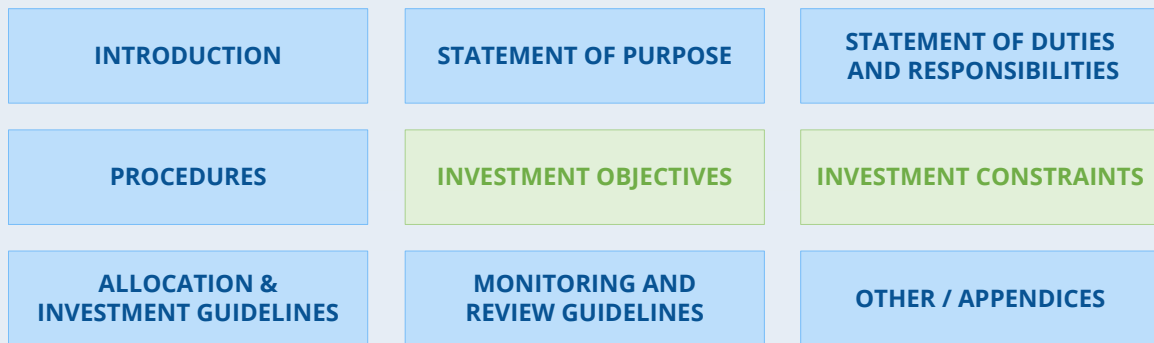 INTRODUCTION
STATEMENT OF PURPOSE
STATEMENT OF DUTIES
AND RESPONSIBILITIES
PROCEDURES
INVESTMENT OBJECTIVES
INVESTMENT CONSTRAINTS
ALLOCATION &
INVESTMENT GUIDELINES
MONITORING AND
REVIEW GUIDELINES
OTHER / APPENDICES